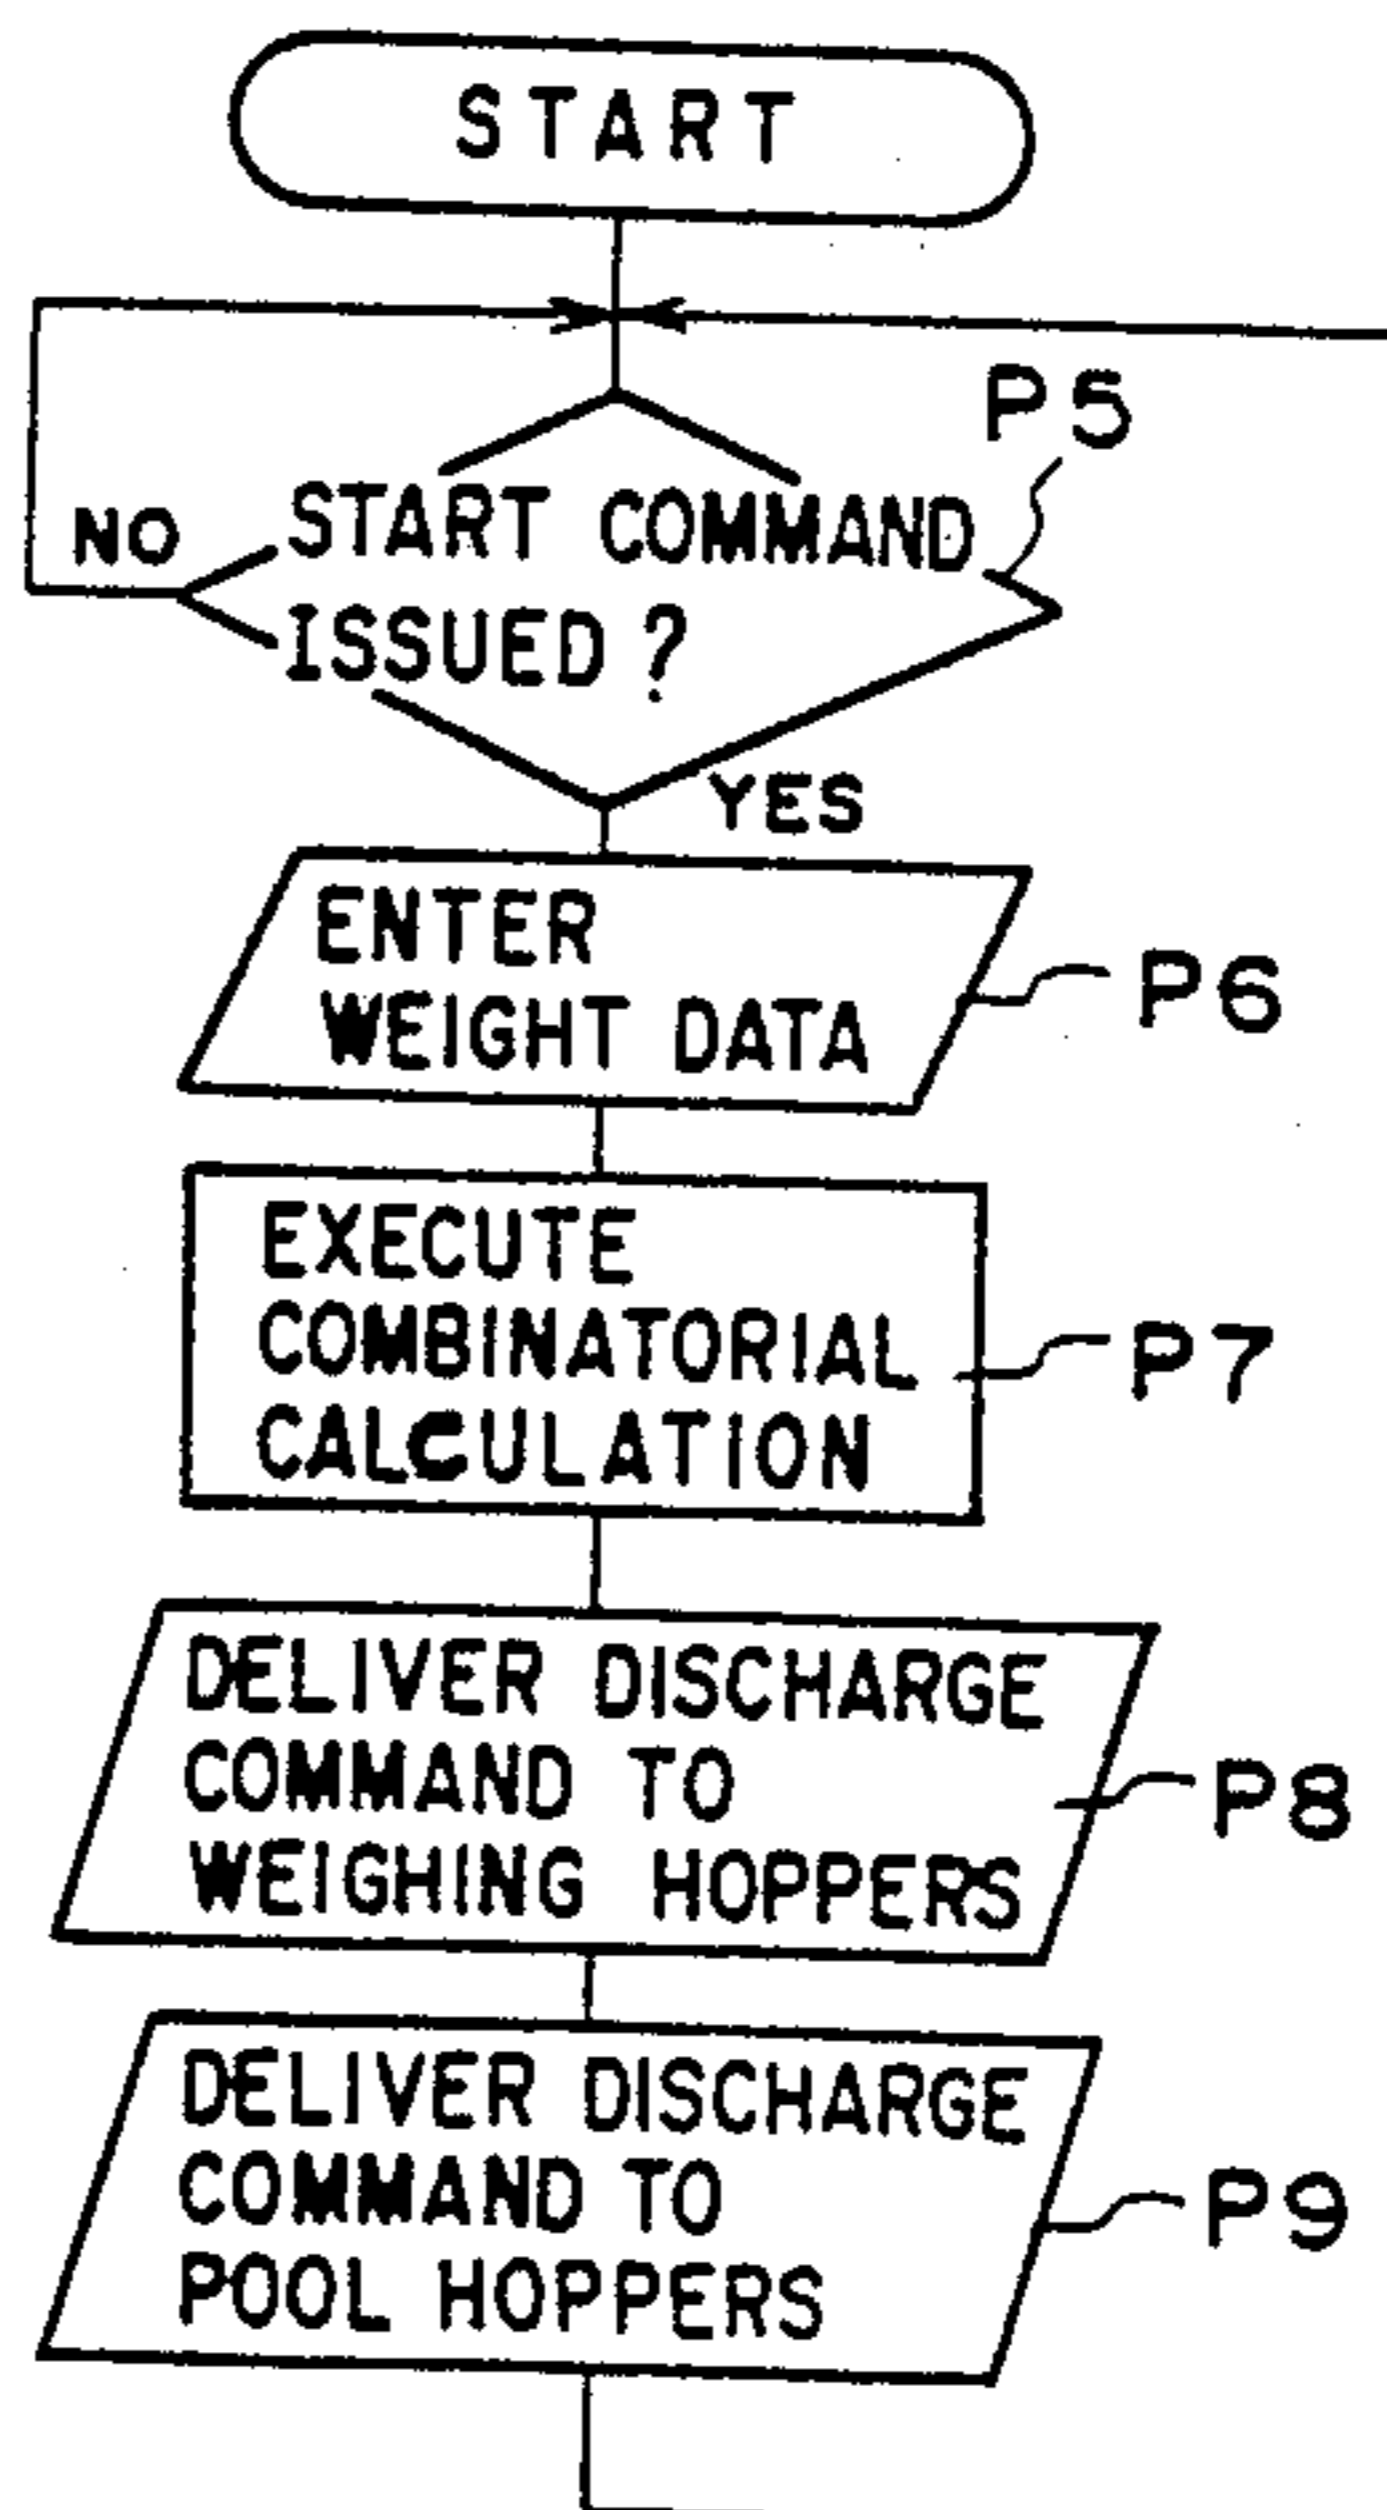 START
P5
NO
START COMMAND
ISSUED?
YES
ENTER
WEIGHT DATA
P6
EXECUTE
COMBINATORIAL
CALCULATION
P7
DELIVER DISCHARGE
COMMAND TO
WEIGHING HOPPERS
P8
DELIVER DISCHARGE
COMMAND TO
POOL HOPPERS
P9